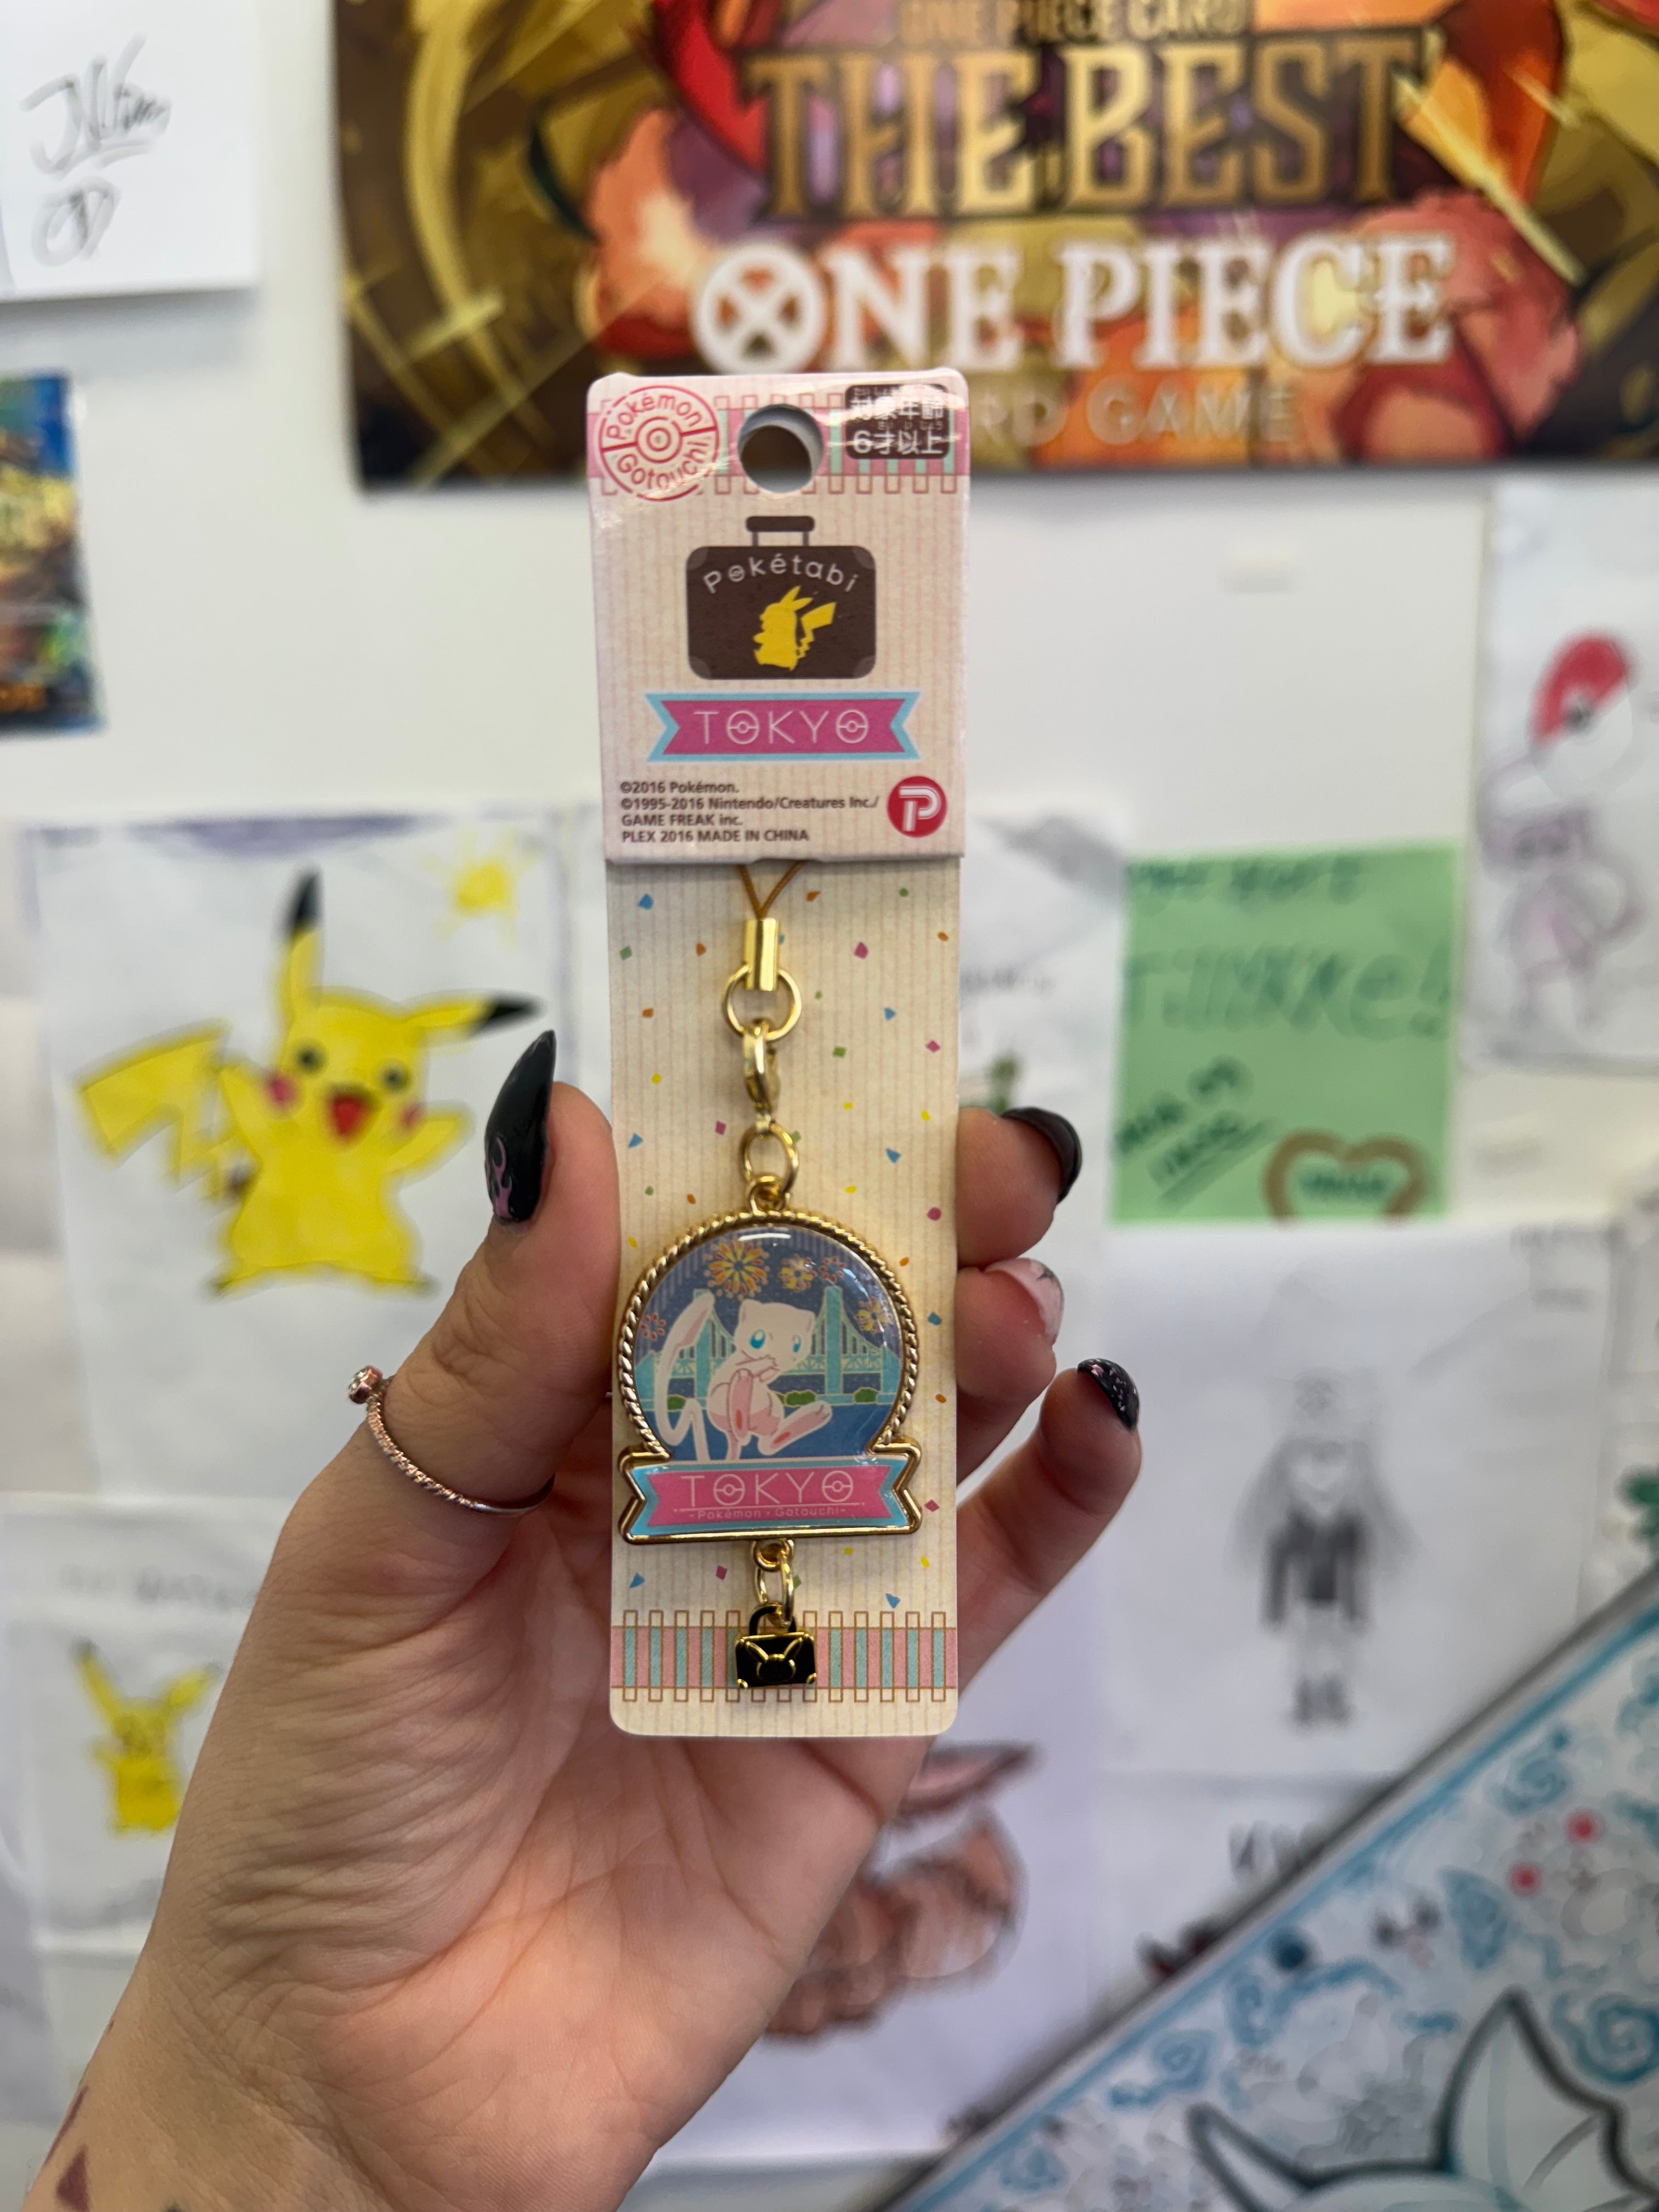 ONE PIECE CARD
THE BEST
ONE PIECE
RD GAME
Pokémon
Gotouchi
対象年齢
6才以上
Pokétabi
TOKYO
©2016 Pokémon.
©1995-2016 Nintendo/Creatures Inc./
GAME FREAK inc.
PLEX 2016 MADE IN CHINA
P
TOKYO
-Pokémon・Gotouchi-